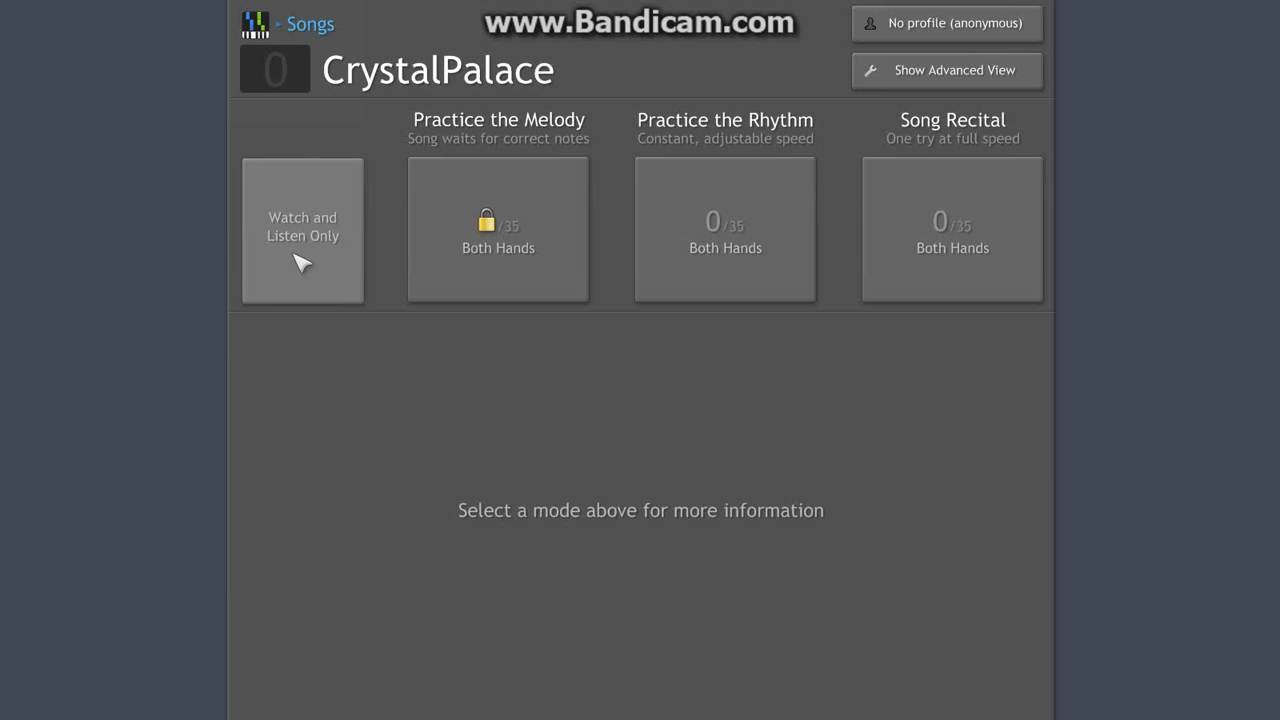 www.Bandicam.com
Songs
No profile (anonymous)
0
CrystalPalace
Show Advanced View
Practice the Melody
Song waits for correct notes
Practice the Rhythm
Constant, adjustable speed
Song Recital
One try at full speed
Watch and
Listen Only
/35
Both Hands
0/35
Both Hands
0/35
Both Hands
Select a mode above for more information